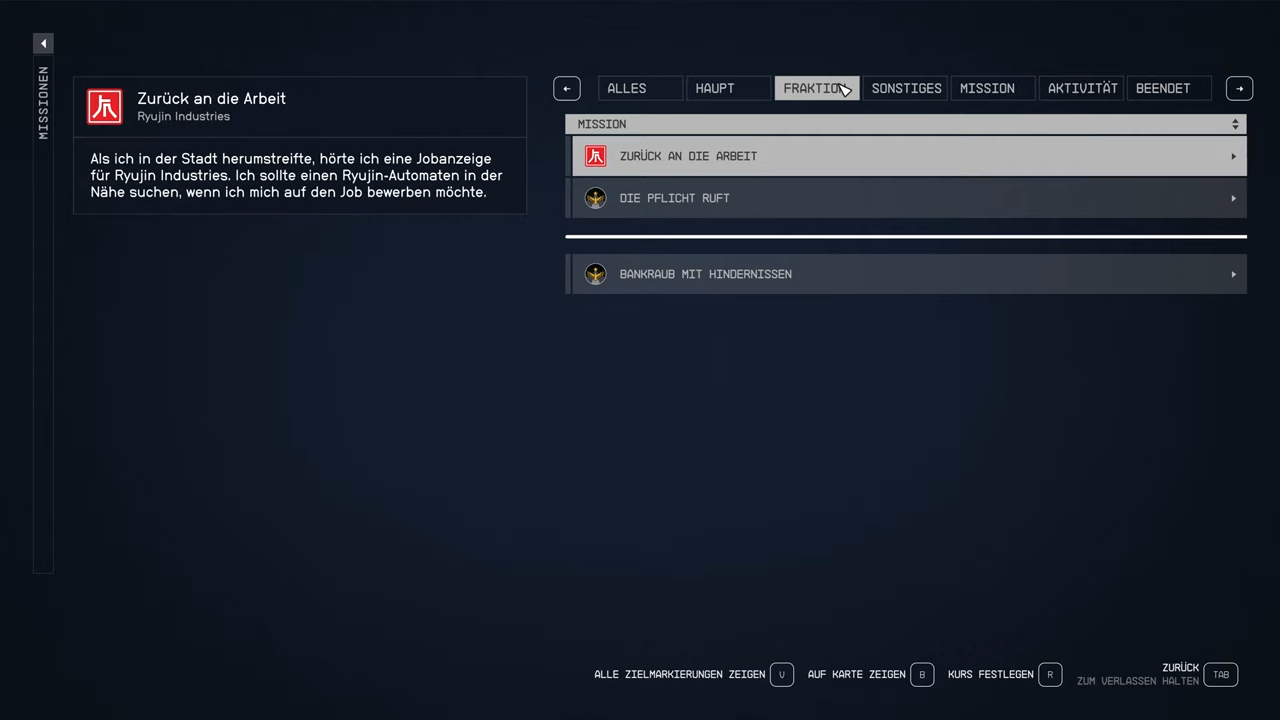 MISSIONEN
Zurück an die Arbeit
Ryujin Industries
Als ich in der Stadt herumstreifte, hörte ich eine Jobanzeige
für Ryujin Industries. Ich sollte einen Ryujin-Automaten in der
Nähe suchen, wenn ich mich auf den Job bewerben möchte.
ALLES HAUPT FRAKTION SONSTIGES MISSION AKTIVITÄT BEENDET
MISSION
ZURÜCK AN DIE ARBEIT
DIE PFLICHT RUFT
BANKRAUB MIT HINDERNISSEN
ALLE ZIELMARKIERUNGEN ZEIGEN V AUF KARTE ZEIGEN B KURS FESTLEGEN R ZURÜCK TAB
ZUM VERLASSEN HALTEN